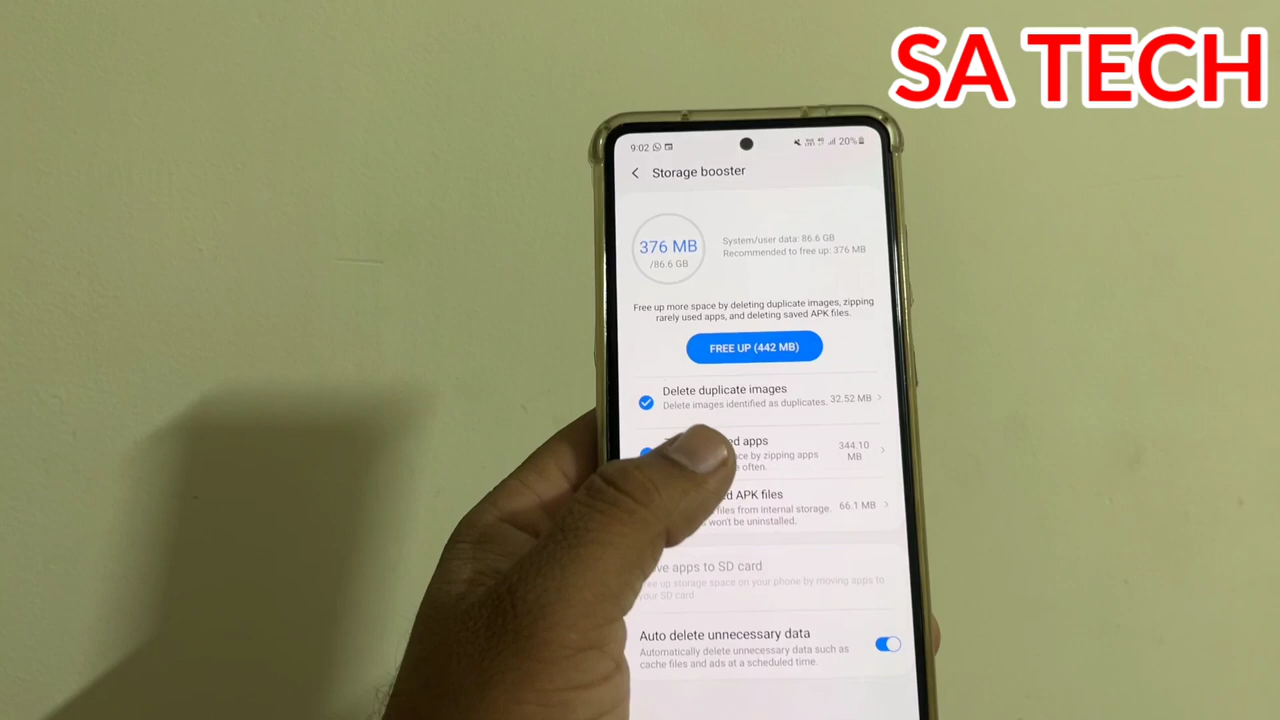 SA TECH
9:02
20%
Storage booster
376 MB
/86.6 GB
System/user data: 86.6 GB
Recommended to free up: 376 MB
Free up more space by deleting duplicate images, zipping
rarely used apps, and deleting saved APK files.
FREE UP (442 MB)
Delete duplicate images
Delete images identified as duplicates.
32.52 MB
apps
by zipping apps
often.
344.10
MB
APK files
files from internal storage.
won't be uninstalled.
66.1 MB
apps to SD card
storage space on your phone by moving apps to
your SD card
Auto delete unnecessary data
Automatically delete unnecessary data such as
cache files and ads at a scheduled time.